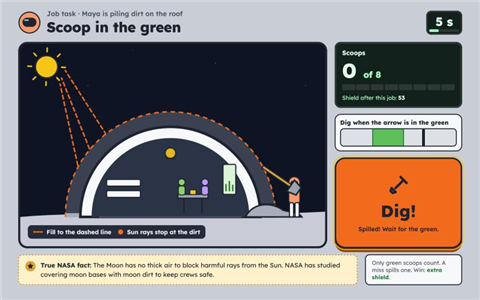 Job task · Maya is piling dirt on the roof
Scoop in the green
5 s
Scoops
0 of 8
Shield after this job: 53
Dig when the arrow is in the green
Dig!
Spilled! Wait for the green.
Fill to the dashed line
Sun rays stop at the dirt
True NASA fact: The Moon has no thick air to block harmful rays from the Sun. NASA has studied
covering moon bases with moon dirt to keep crews safe.
Only green scoops count. A
miss spills one. Win: extra
shield.